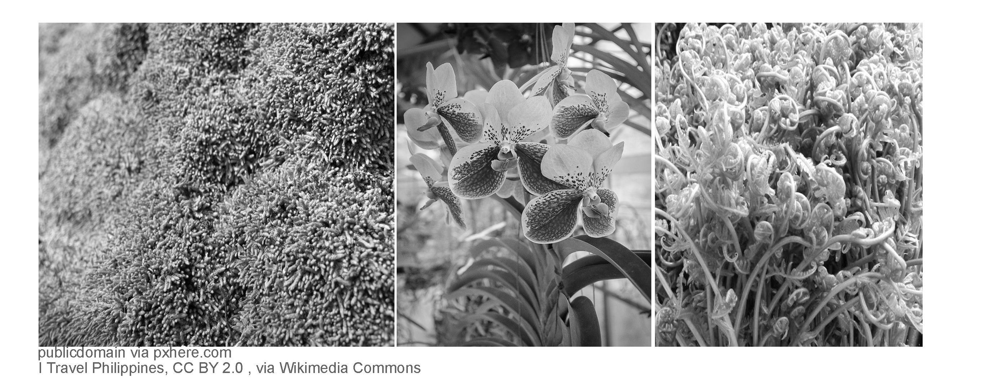 publicdomain via pxhere.com
I Travel Philippines, CC BY 2.0 , via Wikimedia Commons